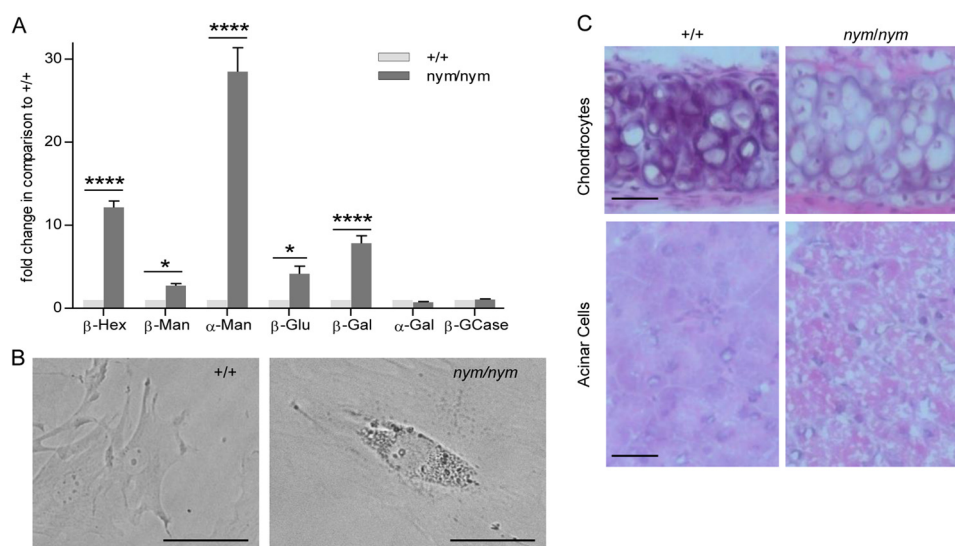 A
fold change in comparison to +/+
30
20
10
0
****
*
****
*
****
+/+
nym/nym
β-Hex β-Man α-Man β-Glu β-Gal α-Gal β-GCase
B
+/+
nym/nym
C
+/+ nym/nym
Chondrocytes
Acinar Cells